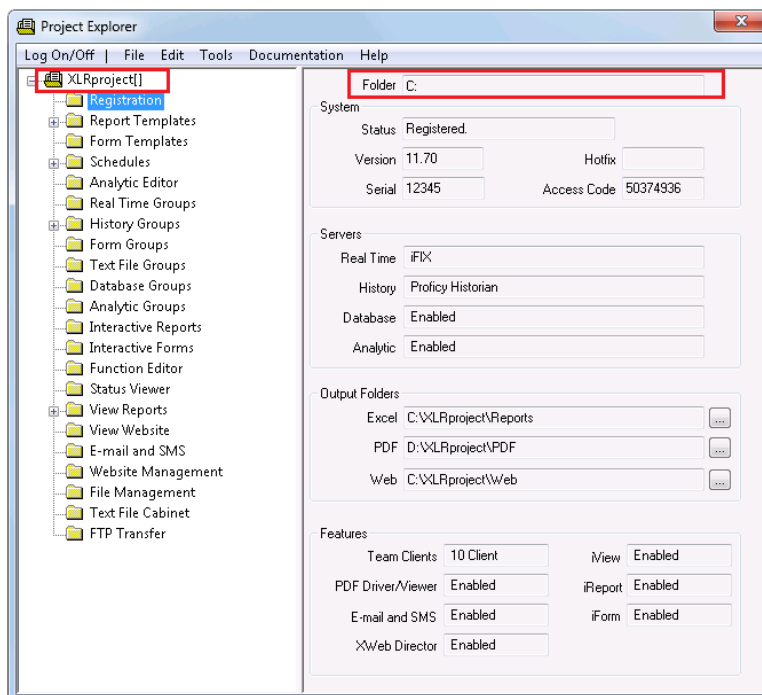 Project Explorer
Log On/Off | File Edit Tools Documentation Help
XLRproject[]
Registration
Report Templates
Form Templates
Schedules
Analytic Editor
Real Time Groups
History Groups
Form Groups
Text File Groups
Database Groups
Analytic Groups
Interactive Reports
Interactive Forms
Function Editor
Status Viewer
View Reports
View Website
E-mail and SMS
Website Management
File Management
Text File Cabinet
FTP Transfer
Folder C:
System
Status Registered.
Version 11.70 Hotfix
Serial 12345 Access Code 50374936
Servers
Real Time iFIX
History Proficy Historian
Database Enabled
Analytic Enabled
Output Folders
Excel C:\XLRproject\Reports ...
PDF D:\XLRproject\PDF ...
Web C:\XLRproject\Web ...
Features
Team Clients 10 Client iView Enabled
PDF Driver/Viewer Enabled iReport Enabled
E-mail and SMS Enabled iForm Enabled
XWeb Director Enabled